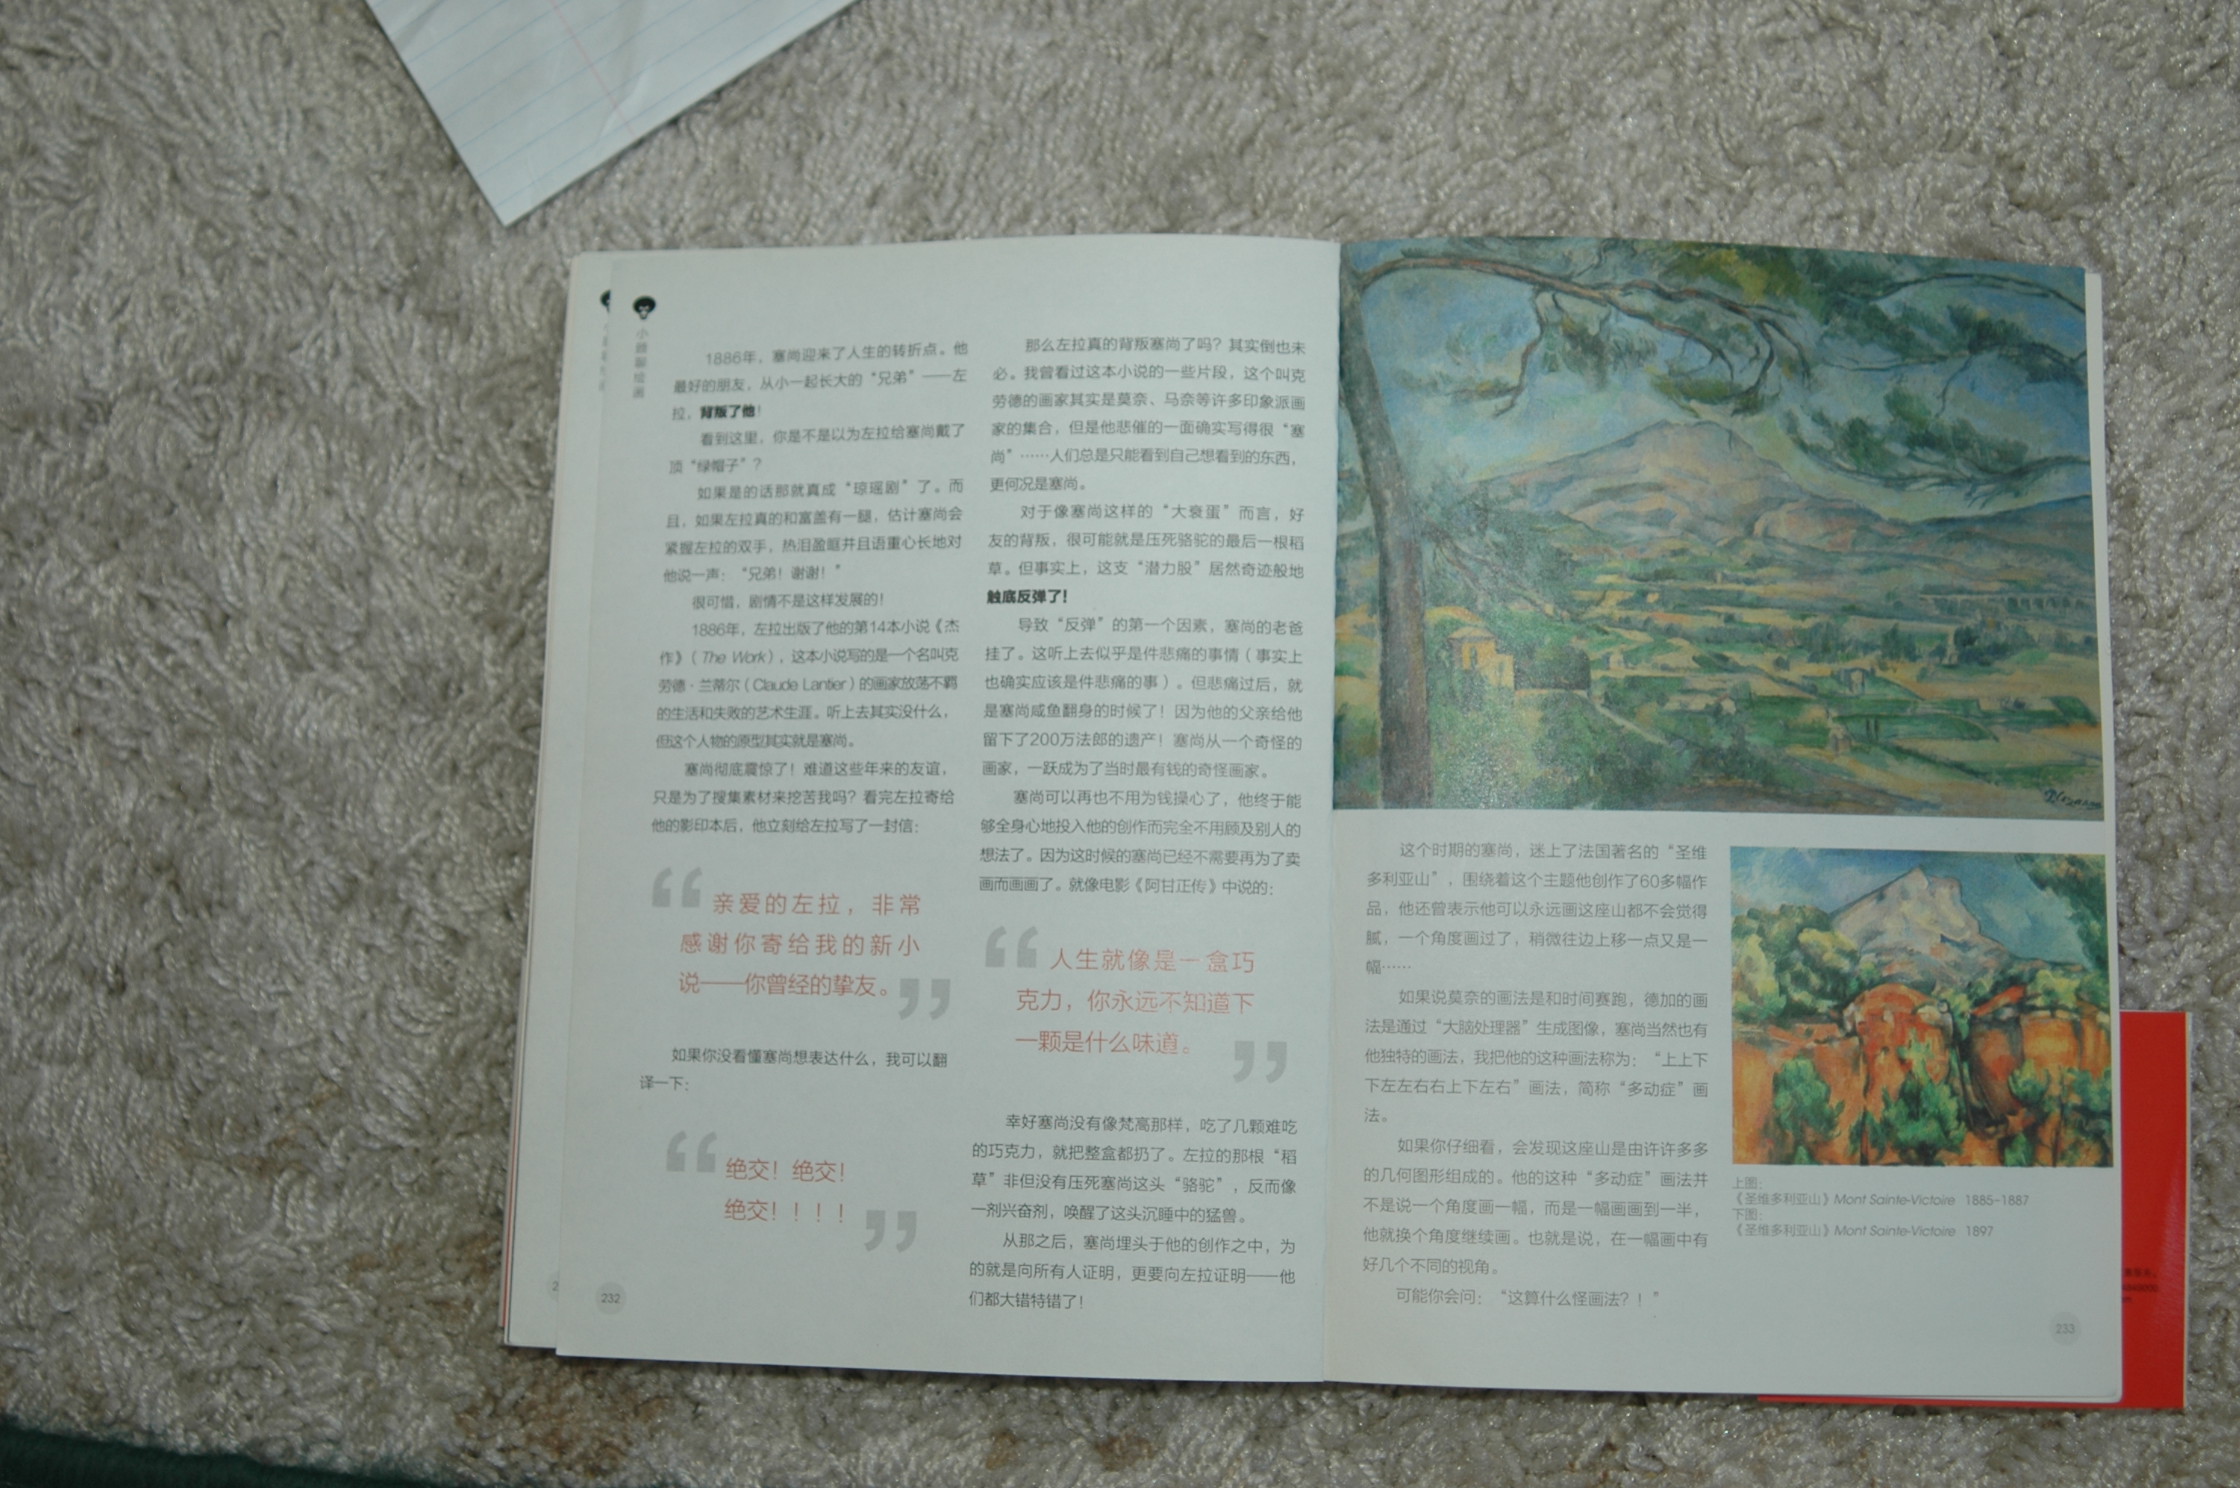 小顾聊绘画
1886年，塞尚迎来了人生的转折点。他
最好的朋友，从小一起长大的“兄弟”——左
拉，背叛了他！
看到这里，你是不是以为左拉给塞尚戴了
顶“绿帽子”？
如果是的话那就真成“琼瑶剧”了。而
且，如果左拉真的和富盖有一腿，估计塞尚会
紧握左拉的双手，热泪盈眶并且语重心长地对
他说一声：“兄弟！谢谢！”
很可惜，剧情不是这样发展的！
1886年，左拉出版了他的第14本小说《杰
作》（The Work），这本小说写的是一个名叫克
劳德·兰蒂尔（Claude Lantier）的画家放荡不羁
的生活和失败的艺术生涯。听上去其实没什么，
但这个人物的原型其实就是塞尚。
塞尚彻底震惊了！难道这些年来的友谊，
只是为了搜集素材来挖苦我吗？看完左拉寄给
他的影印本后，他立刻给左拉写了一封信：
“亲爱的左拉，非常
感谢你寄给我的新小
说——你曾经的挚友。”
如果你没看懂塞尚想表达什么，我可以翻
译一下：
“绝交！绝交！
绝交！！！！”
232
那么左拉真的背叛塞尚了吗？其实倒也未
必。我曾看过这本小说的一些片段，这个叫克
劳德的画家其实是莫奈、马奈等许多印象派画
家的集合，但是他悲催的一面确实写得很“塞
尚”……人们总是只能看到自己想看到的东西，
更何况是塞尚。
对于像塞尚这样的“大衰蛋”而言，好
友的背叛，很可能就是压死骆驼的最后一根稻
草。但事实上，这支“潜力股”居然奇迹般地
触底反弹了！
导致“反弹”的第一个因素，塞尚的老爸
挂了。这听上去似乎是件悲痛的事情（事实上
也确实应该是件悲痛的事）。但悲痛过后，就
是塞尚咸鱼翻身的时候了！因为他的父亲给他
留下了200万法郎的遗产！塞尚从一个奇怪的
画家，一跃成为了当时最有钱的奇怪画家。
塞尚可以再也不用为钱操心了，他终于能
够全身心地投入他的创作而完全不用顾及别人的
想法了。因为这时候的塞尚已经不需要再为了卖
画而画画了。就像电影《阿甘正传》中说的：
“人生就像是一盒巧
克力，你永远不知道下
一颗是什么味道。”
幸好塞尚没有像梵高那样，吃了几颗难吃
的巧克力，就把整盒都扔了。左拉的那根“稻
草”非但没有压死塞尚这头“骆驼”，反而像
一剂兴奋剂，唤醒了这头沉睡中的猛兽。
从那之后，塞尚埋头于他的创作之中，为
的就是向所有人证明，更要向左拉证明——他
们都大错特错了！
这个时期的塞尚，迷上了法国著名的“圣维
多利亚山”，围绕着这个主题他创作了60多幅作
品，他还曾表示他可以永远画这座山都不会觉得
腻，一个角度画过了，稍微往边上移一点又是一
幅……
如果说莫奈的画法是和时间赛跑，德加的画
法是通过“大脑处理器”生成图像，塞尚当然也有
他独特的画法，我把他的这种画法称为：“上上下
下左左右右上下左右”画法，简称“多动症”画
法。
如果你仔细看，会发现这座山是由许许多多
的几何图形组成的。他的这种“多动症”画法并
不是说一个角度画一幅，而是一幅画画到一半，
他就换个角度继续画。也就是说，在一幅画中有
好几个不同的视角。
可能你会问：“这算什么怪画法？！”
上图：
《圣维多利亚山》Mont Sainte-Victoire 1885-1887
下图：
《圣维多利亚山》Mont Sainte-Victoire 1897
233